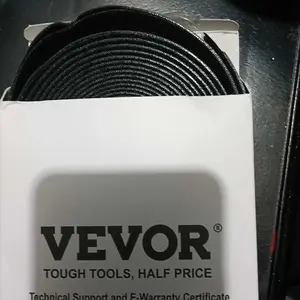 VEVOR®
TOUGH TOOLS, HALF PRICE
Technical Support and E-Warranty Certificate